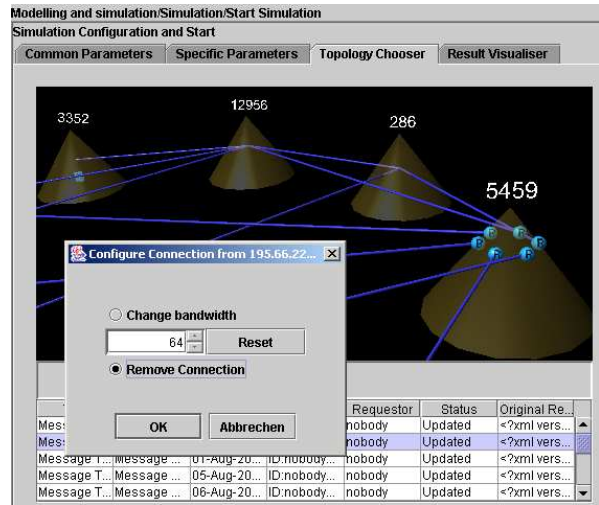 Modelling and simulation/Simulation/Start Simulation
Simulation Configuration and Start
Common Parameters Specific Parameters Topology Chooser Result Visualiser
3352 12956 286
5459
R R R R R R
Configure Connection from 195.66.22...
Change bandwidth
64 Reset
Remove Connection
OK Abbrechen
Requestor Status Original Re...
Mess nobody Updated <?xml vers...
Mess nobody Updated <?xml vers...
Message T... Message ... 01-Aug-20... ID:nobody... nobody Updated <?xml vers...
Message T... Message ... 05-Aug-20... ID:nobody... nobody Updated <?xml vers...
Message T... Message ... 06-Aug-20... ID:nobody... nobody Updated <?xml vers...